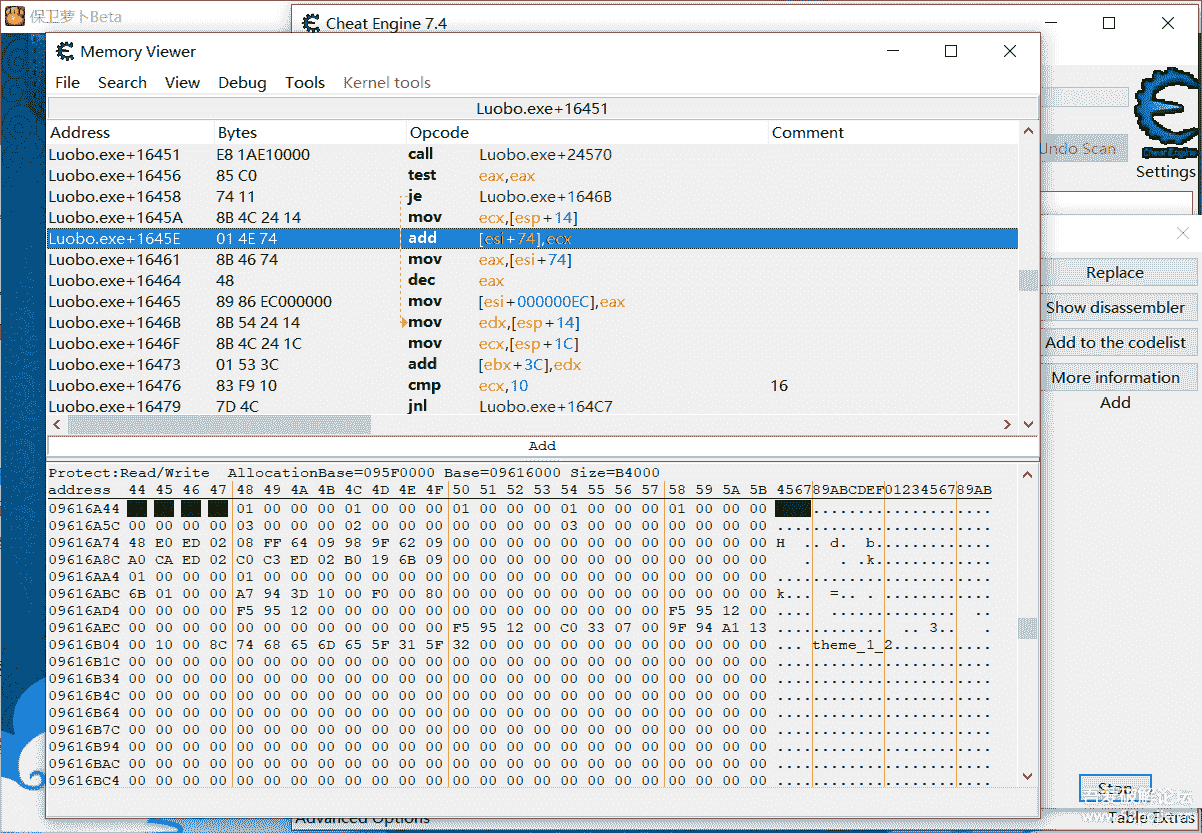 保卫萝卜Beta
Cheat Engine 7.4
Memory Viewer
File Search View Debug Tools Kernel tools
Luobo.exe+16451
Address Bytes Opcode Comment
Luobo.exe+16451 E8 1AE10000 call Luobo.exe+24570
Luobo.exe+16456 85 C0 test eax,eax
Luobo.exe+16458 74 11 je Luobo.exe+1646B
Luobo.exe+1645A 8B 4C 24 14 mov ecx,[esp+14]
Luobo.exe+1645E 01 4E 74 add [esi+74],ecx
Luobo.exe+16461 8B 46 74 mov eax,[esi+74]
Luobo.exe+16464 48 dec eax
Luobo.exe+16465 89 86 EC000000 mov [esi+000000EC],eax
Luobo.exe+1646B 8B 54 24 14 mov edx,[esp+14]
Luobo.exe+1646F 8B 4C 24 1C mov ecx,[esp+1C]
Luobo.exe+16473 01 53 3C add [ebx+3C],edx
Luobo.exe+16476 83 F9 10 cmp ecx,10 16
Luobo.exe+16479 7D 4C jnl Luobo.exe+164C7
Add
Protect:Read/Write AllocationBase=095F0000 Base=09616000 Size=B4000
address 44 45 46 47 48 49 4A 4B 4C 4D 4E 4F 50 51 52 53 54 55 56 57 58 59 5A 5B 456789ABCDEF0123456789AB
09616A44 01 00 00 00 01 00 00 00 01 00 00 00 01 00 00 00 01 00 00 00 ....................
09616A5C 00 00 00 00 03 00 00 00 02 00 00 00 00 00 00 00 03 00 00 00 00 00 00 00 ........................
09616A74 48 E0 ED 02 08 FF 64 09 98 9F 62 09 00 00 00 00 00 00 00 00 00 00 00 00 H .. d. b.............
09616A8C A0 CA ED 02 C0 C3 ED 02 B0 19 6B 09 00 00 00 00 00 00 00 00 00 00 00 00 . . .k.............
09616AA4 01 00 00 00 01 00 00 00 00 00 00 00 00 00 00 00 00 00 00 00 00 00 00 00 ........................
09616ABC 6B 01 00 00 A7 94 3D 10 00 F0 00 80 00 00 00 00 00 00 00 00 00 00 00 00 k... =.. . ............
09616AD4 00 00 00 00 F5 95 12 00 00 00 00 00 00 00 00 00 00 00 00 00 F5 95 12 00 .... .............. ..
09616AEC 00 00 00 00 00 00 00 00 00 00 00 00 F5 95 12 00 C0 33 07 00 9F 94 A1 13 ............ .. 3.. .
09616B04 00 10 00 8C 74 68 65 6D 65 5F 31 5F 32 00 00 00 00 00 00 00 00 00 00 00 ... theme_1_2...........
09616B1C 00 00 00 00 00 00 00 00 00 00 00 00 00 00 00 00 00 00 00 00 00 00 00 00 ........................
09616B34 00 00 00 00 00 00 00 00 00 00 00 00 00 00 00 00 00 00 00 00 00 00 00 00 ........................
09616B4C 00 00 00 00 00 00 00 00 00 00 00 00 00 00 00 00 00 00 00 00 00 00 00 00 ........................
09616B64 00 00 00 00 00 00 00 00 00 00 00 00 00 00 00 00 00 00 00 00 00 00 00 00 ........................
09616B7C 00 00 00 00 00 00 00 00 00 00 00 00 00 00 00 00 00 00 00 00 00 00 00 00 ........................
09616B94 00 00 00 00 00 00 00 00 00 00 00 00 00 00 00 00 00 00 00 00 00 00 00 00 ........................
09616BAC 00 00 00 00 00 00 00 00 00 00 00 00 00 00 00 00 00 00 00 00 00 00 00 00 ........................
09616BC4 00 00 00 00 00 00 00 00 00 00 00 00 00 00 00 00 00 00 00 00 00 00 00 00 ........................
Undo Scan
Cheat Engine
Settings
Replace
Show disassembler
Add to the codelist
More information
Add
Stop
吾爱破解论坛
Advanced Options
Table Extras